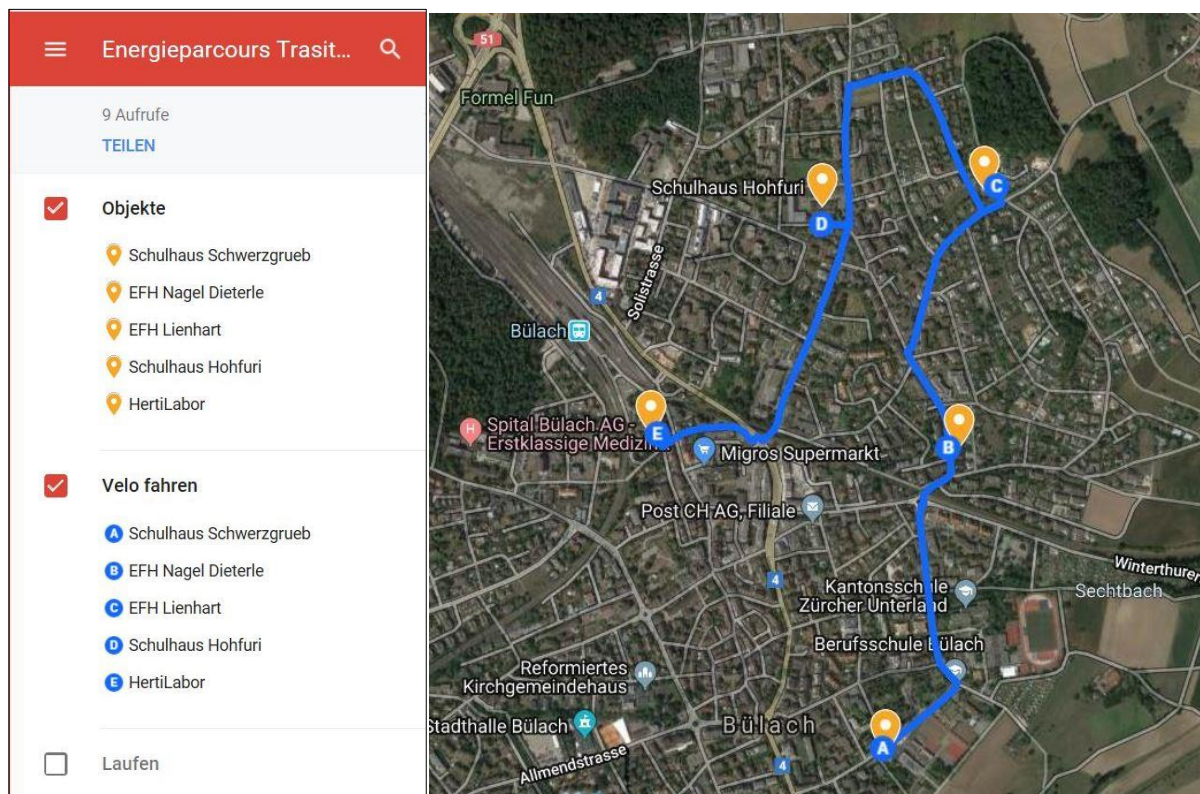 Energieparcours Trasit...
9 Aufrufe
TEILEN
Objekte
Schulhaus Schwerzgrueb
EFH Nagel Dieterle
EFH Lienhart
Schulhaus Hohfuri
HertiLabor
Velo fahren
A Schulhaus Schwerzgrueb
B EFH Nagel Dieterle
C EFH Lienhart
D Schulhaus Hohfuri
E HertiLabor
Laufen
51
Formel Fun
Schulhaus Hohfuri
C
D
Solistrasse
4
Bülach
H
Spital Bülach AG -
Erstklassige Medizin
E
Migros Supermarkt
B
Post CH AG, Filiale
Winterthurer
4
Kantonsschule
Zürcher Unterland
Sechtbach
Berufsschule Bülach
Reformiertes
Kirchgemeindehaus
Stadthalle Bülach
Bülach
A
Allmendstrasse
4